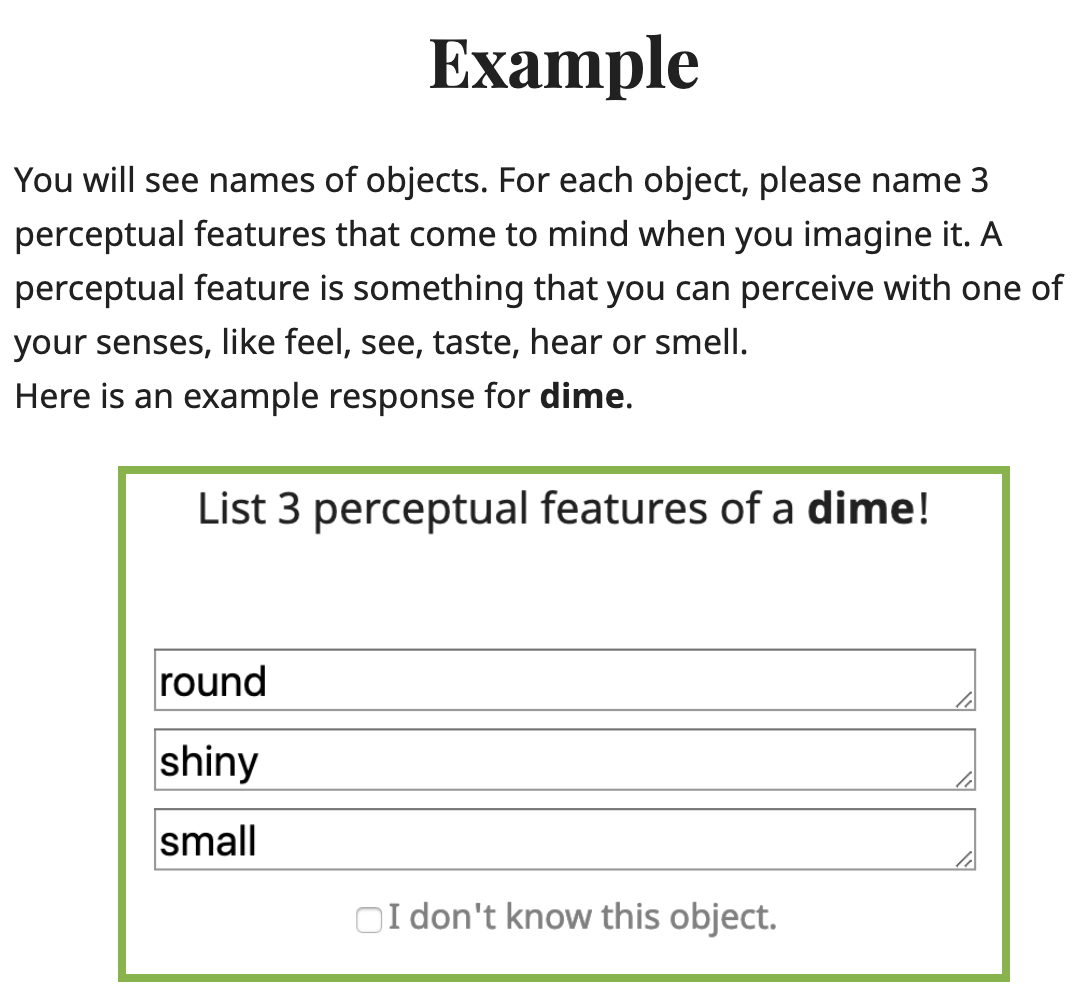 Example
You will see names of objects. For each object, please name 3
perceptual features that come to mind when you imagine it. A
perceptual feature is something that you can perceive with one of
your senses, like feel, see, taste, hear or smell.
Here is an example response for dime.
List 3 perceptual features of a dime!
round
shiny
small
I don't know this object.